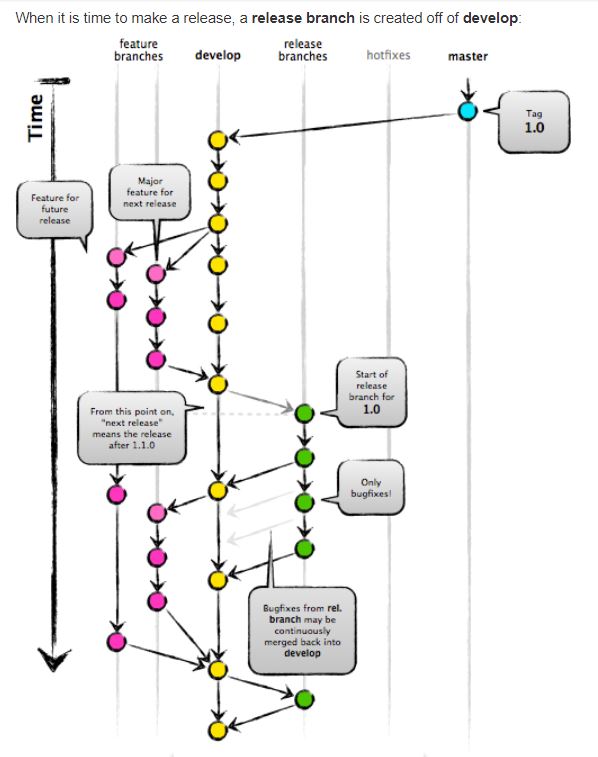 When it is time to make a release, a release branch is created off of develop:
feature
branches
develop
release
branches
hotfixes
master
Time
Tag
1.0
Major
feature for
next release
Feature for
future
release
Start of
release
branch for
1.0
From this point on,
"next release"
means the release
after 1.1.0
Only
bugfixes!
Bugfixes from rel.
branch may be
continuously
merged back into
develop